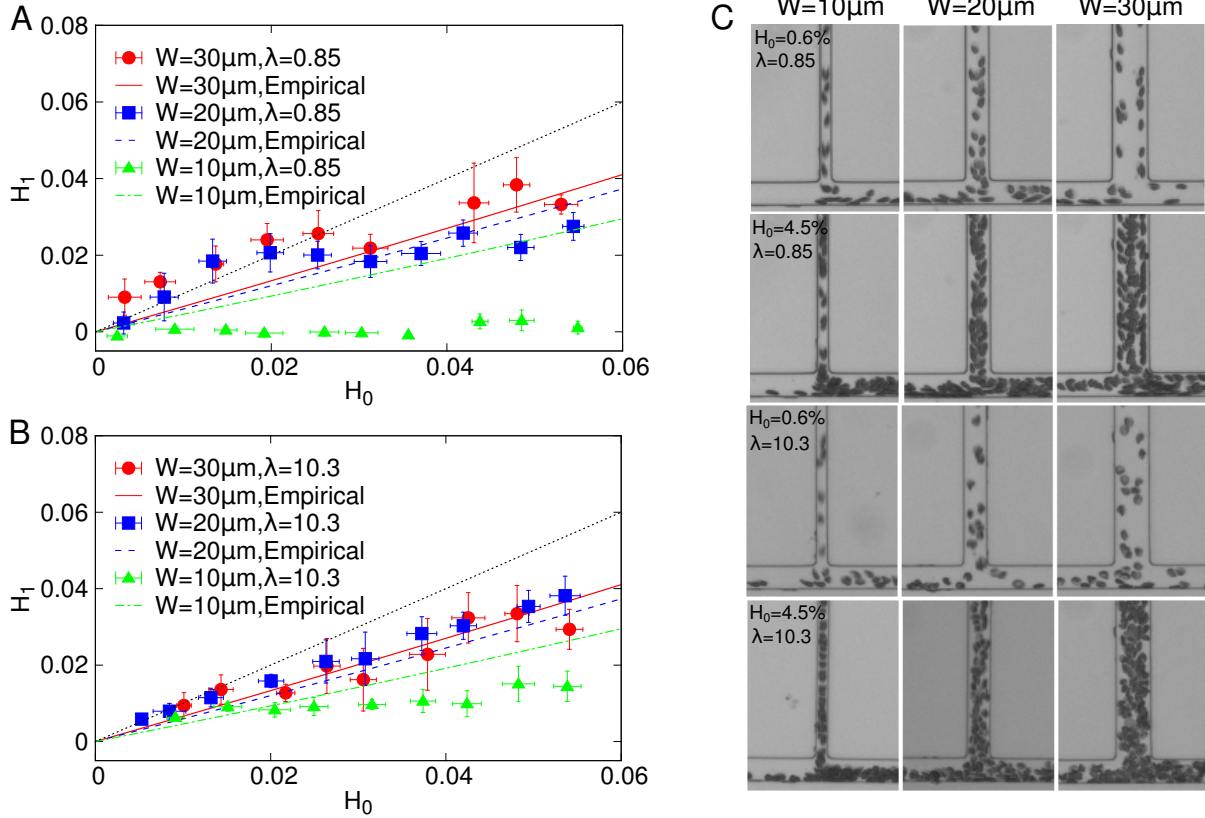 A
0.08
0.06
0.04
0.02
0
H₁
W=30μm,λ=0.85
W=30μm,Empirical
W=20μm,λ=0.85
W=20μm,Empirical
W=10μm,λ=0.85
W=10μm,Empirical
0
0.02
0.04
0.06
H₀
B
0.08
0.06
0.04
0.02
0
H₁
W=30μm,λ=10.3
W=30μm,Empirical
W=20μm,λ=10.3
W=20μm,Empirical
W=10μm,λ=10.3
W=10μm,Empirical
0
0.02
0.04
0.06
H₀
C
W=10μm
W=20μm
W=30μm
H₀=0.6%
λ=0.85
H₀=4.5%
λ=0.85
H₀=0.6%
λ=10.3
H₀=4.5%
λ=10.3